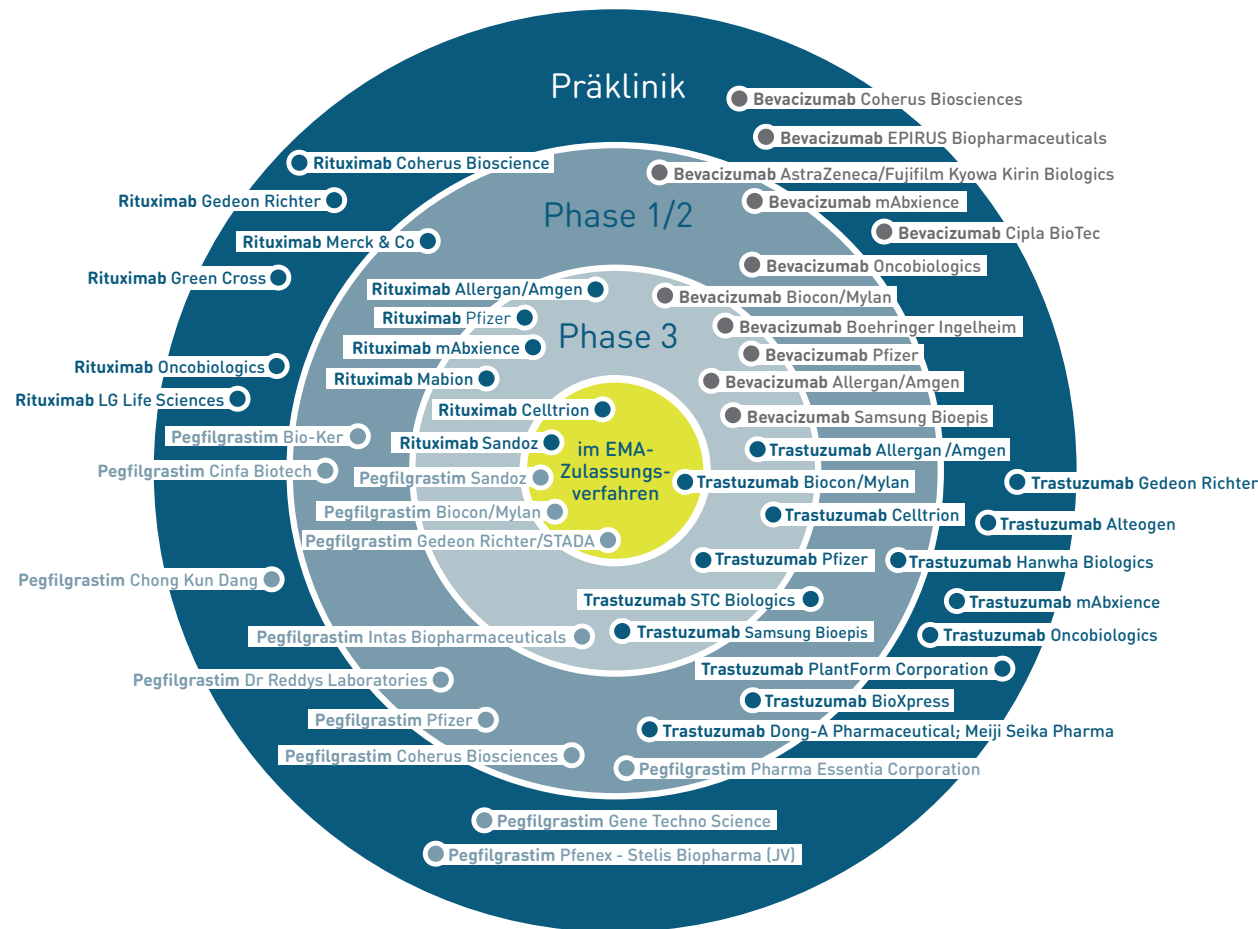 Präklinik
Bevacizumab Coherus Biosciences
Bevacizumab EPIRUS Biopharmaceuticals
Rituximab Coherus Bioscience
Bevacizumab AstraZeneca/Fujifilm Kyowa Kirin Biologics
Rituximab Gedeon Richter
Bevacizumab mAbxience
Phase 1/2
Bevacizumab Cipla BioTec
Rituximab Merck & Co
Bevacizumab Oncobiologics
Rituximab Green Cross
Rituximab Allergan/Amgen
Bevacizumab Biocon/Mylan
Rituximab Pfizer
Bevacizumab Boehringer Ingelheim
Phase 3
Rituximab mAbxience
Bevacizumab Pfizer
Rituximab Oncobiologics
Rituximab Mabion
Bevacizumab Allergan/Amgen
Rituximab LG Life Sciences
Rituximab Celltrion
Bevacizumab Samsung Bioepis
Pegfilgrastim Bio-Ker
Rituximab Sandoz
im EMA-
Zulassungs-
verfahren
Trastuzumab Allergan/Amgen
Pegfilgrastim Cinfa Biotech
Pegfilgrastim Sandoz
Trastuzumab Biocon/Mylan
Trastuzumab Gedeon Richter
Pegfilgrastim Biocon/Mylan
Trastuzumab Celltrion
Trastuzumab Alteogen
Pegfilgrastim Gedeon Richter/STADA
Trastuzumab Pfizer
Trastuzumab Hanwha Biologics
Pegfilgrastim Chong Kun Dang
Trastuzumab STC Biologics
Trastuzumab mAbxience
Pegfilgrastim Intas Biopharmaceuticals
Trastuzumab Samsung Bioepis
Trastuzumab Oncobiologics
Trastuzumab PlantForm Corporation
Pegfilgrastim Dr Reddys Laboratories
Trastuzumab BioXpress
Pegfilgrastim Pfizer
Trastuzumab Dong-A Pharmaceutical; Meiji Seika Pharma
Pegfilgrastim Coherus Biosciences
Pegfilgrastim Pharma Essentia Corporation
Pegfilgrastim Gene Techno Science
Pegfilgrastim Pfenex - Stelis Biopharma (JV)